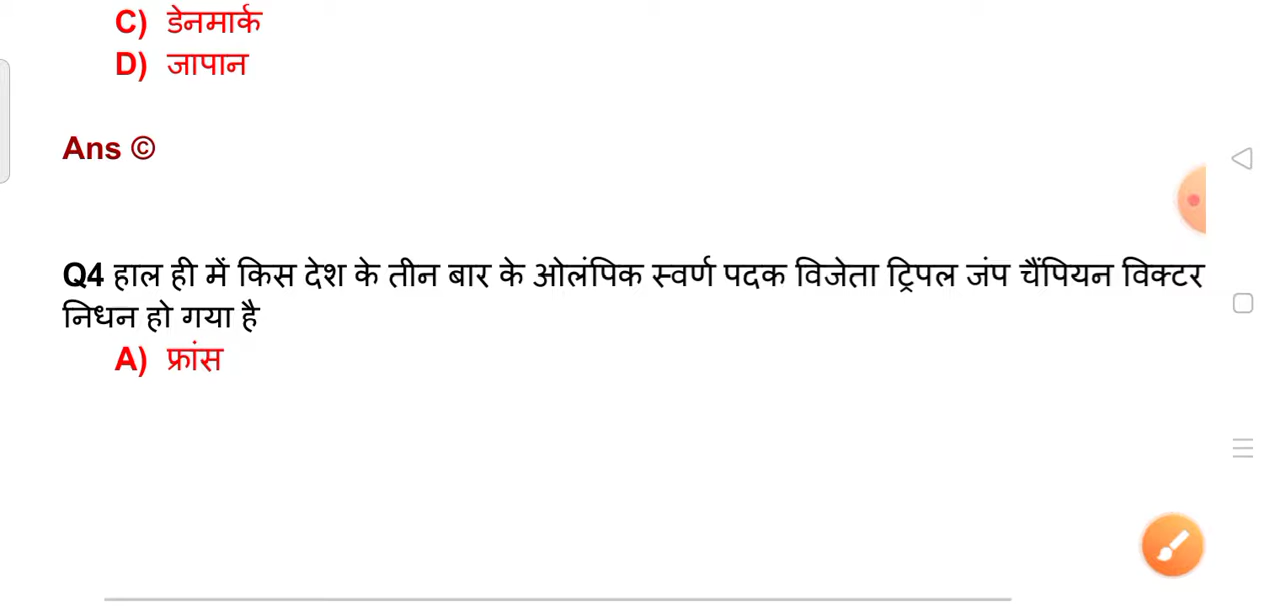 C) डेनमार्क
D) जापान
Ans ©
Q4 हाल ही में किस देश के तीन बार के ओलंपिक स्वर्ण पदक विजेता ट्रिपल जंप चैंपियन विक्टर
निधन हो गया है
A) फ्रांस